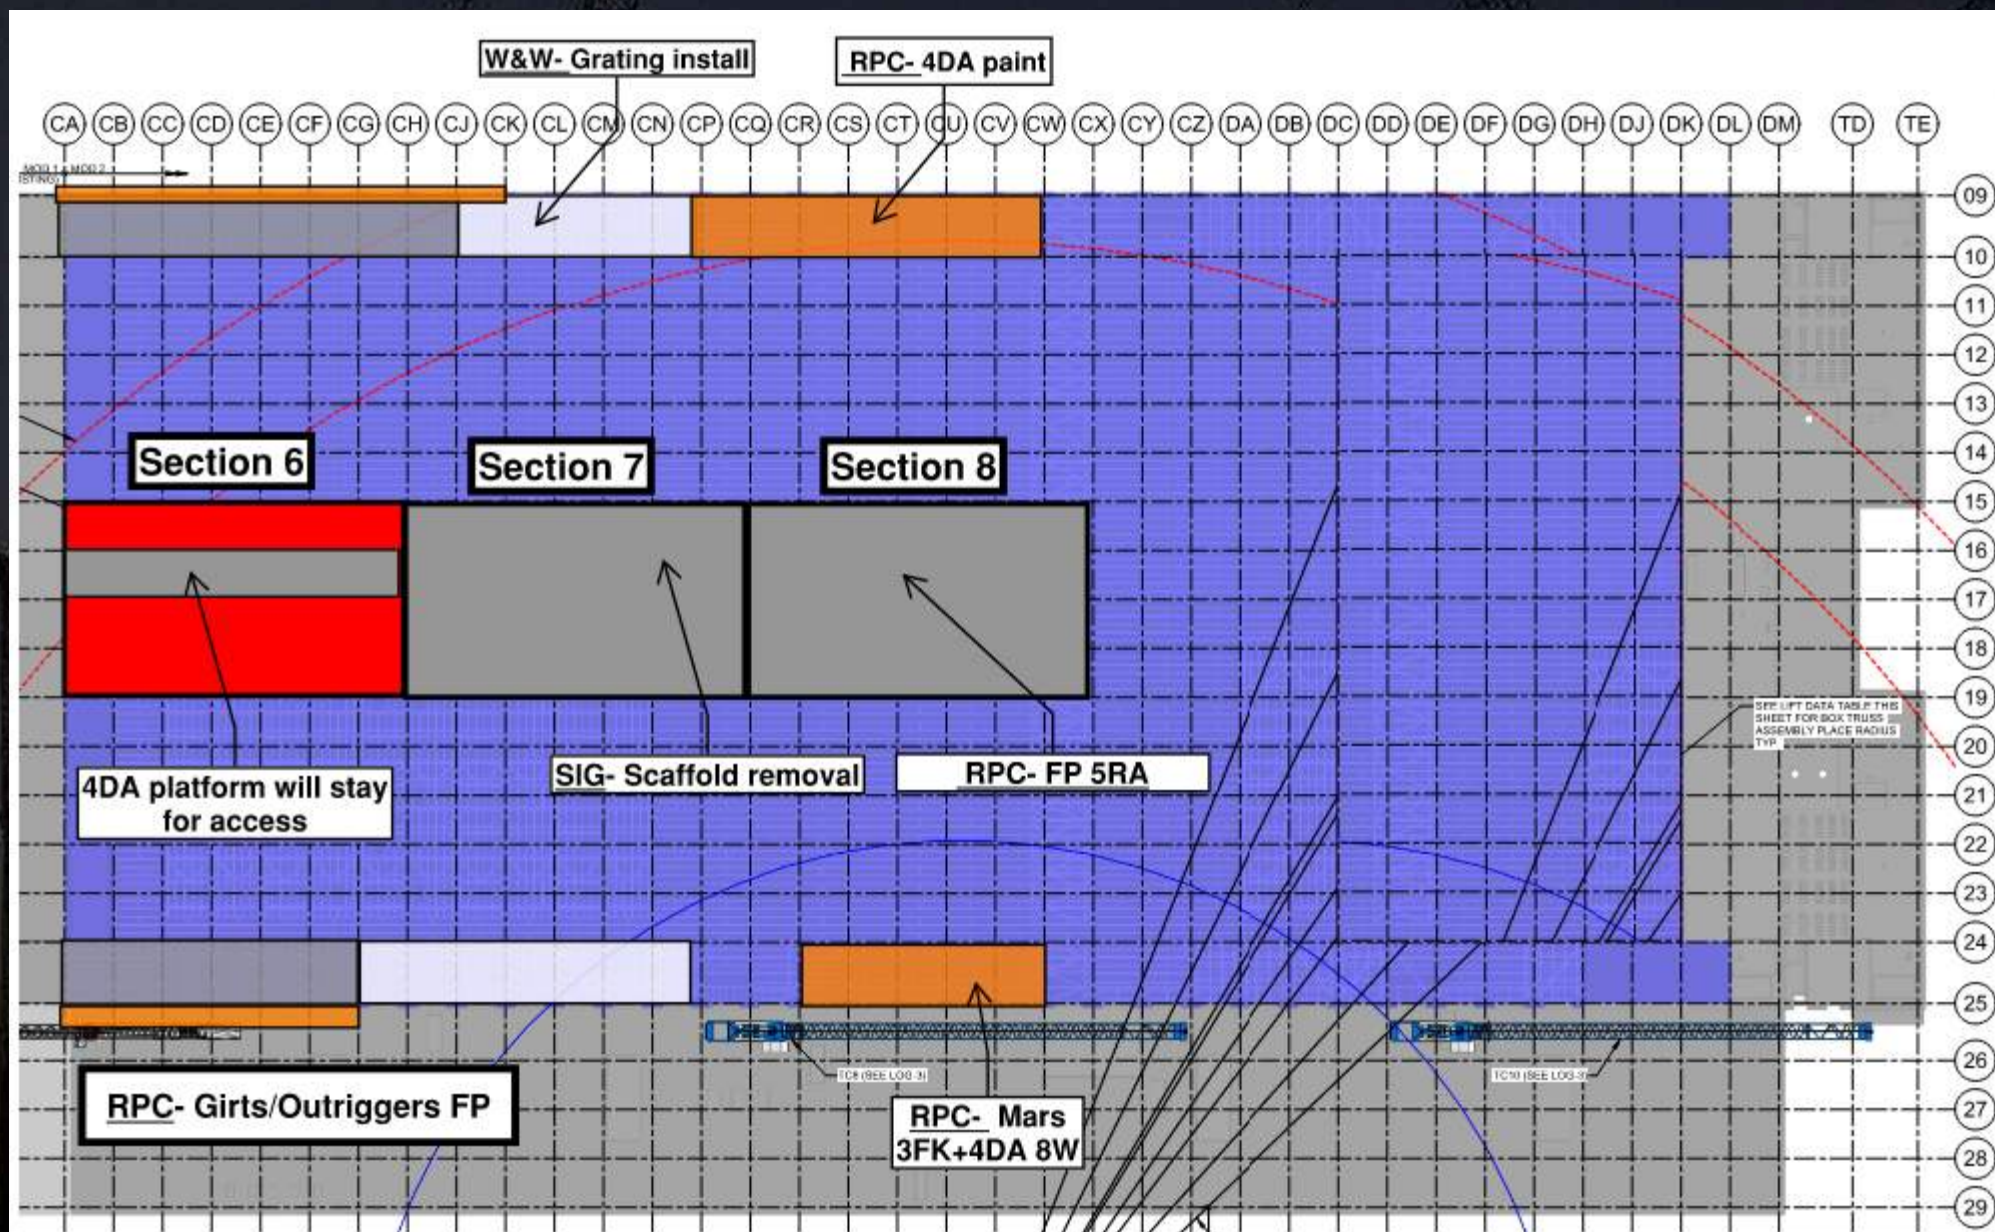 W&W- Grating install
RPC- 4DA paint
CA CB CC CD CE CF CG CH CJ CK CL CM CN CP CQ CR CS CT CU CV CW CX CY CZ DA DB DC DD DE DF DG DH DJ DK DL DM TD TE
MOD 1 MOD 2
09
10
11
12
13
14
Section 6
Section 7
Section 8
15
16
17
18
19
SEE LIFT DATA TABLE THIS
SHEET FOR BOX TRUSS
ASSEMBLY PLACE RADIUS
TYP
20
4DA platform will stay
for access
SIG- Scaffold removal
RPC- FP 5RA
21
22
23
24
25
26
TC8 (SEE LOG-3)
TC10 (SEE LOG-3)
RPC- Girts/Outriggers FP
RPC- Mars
3FK+4DA 8W
27
28
29